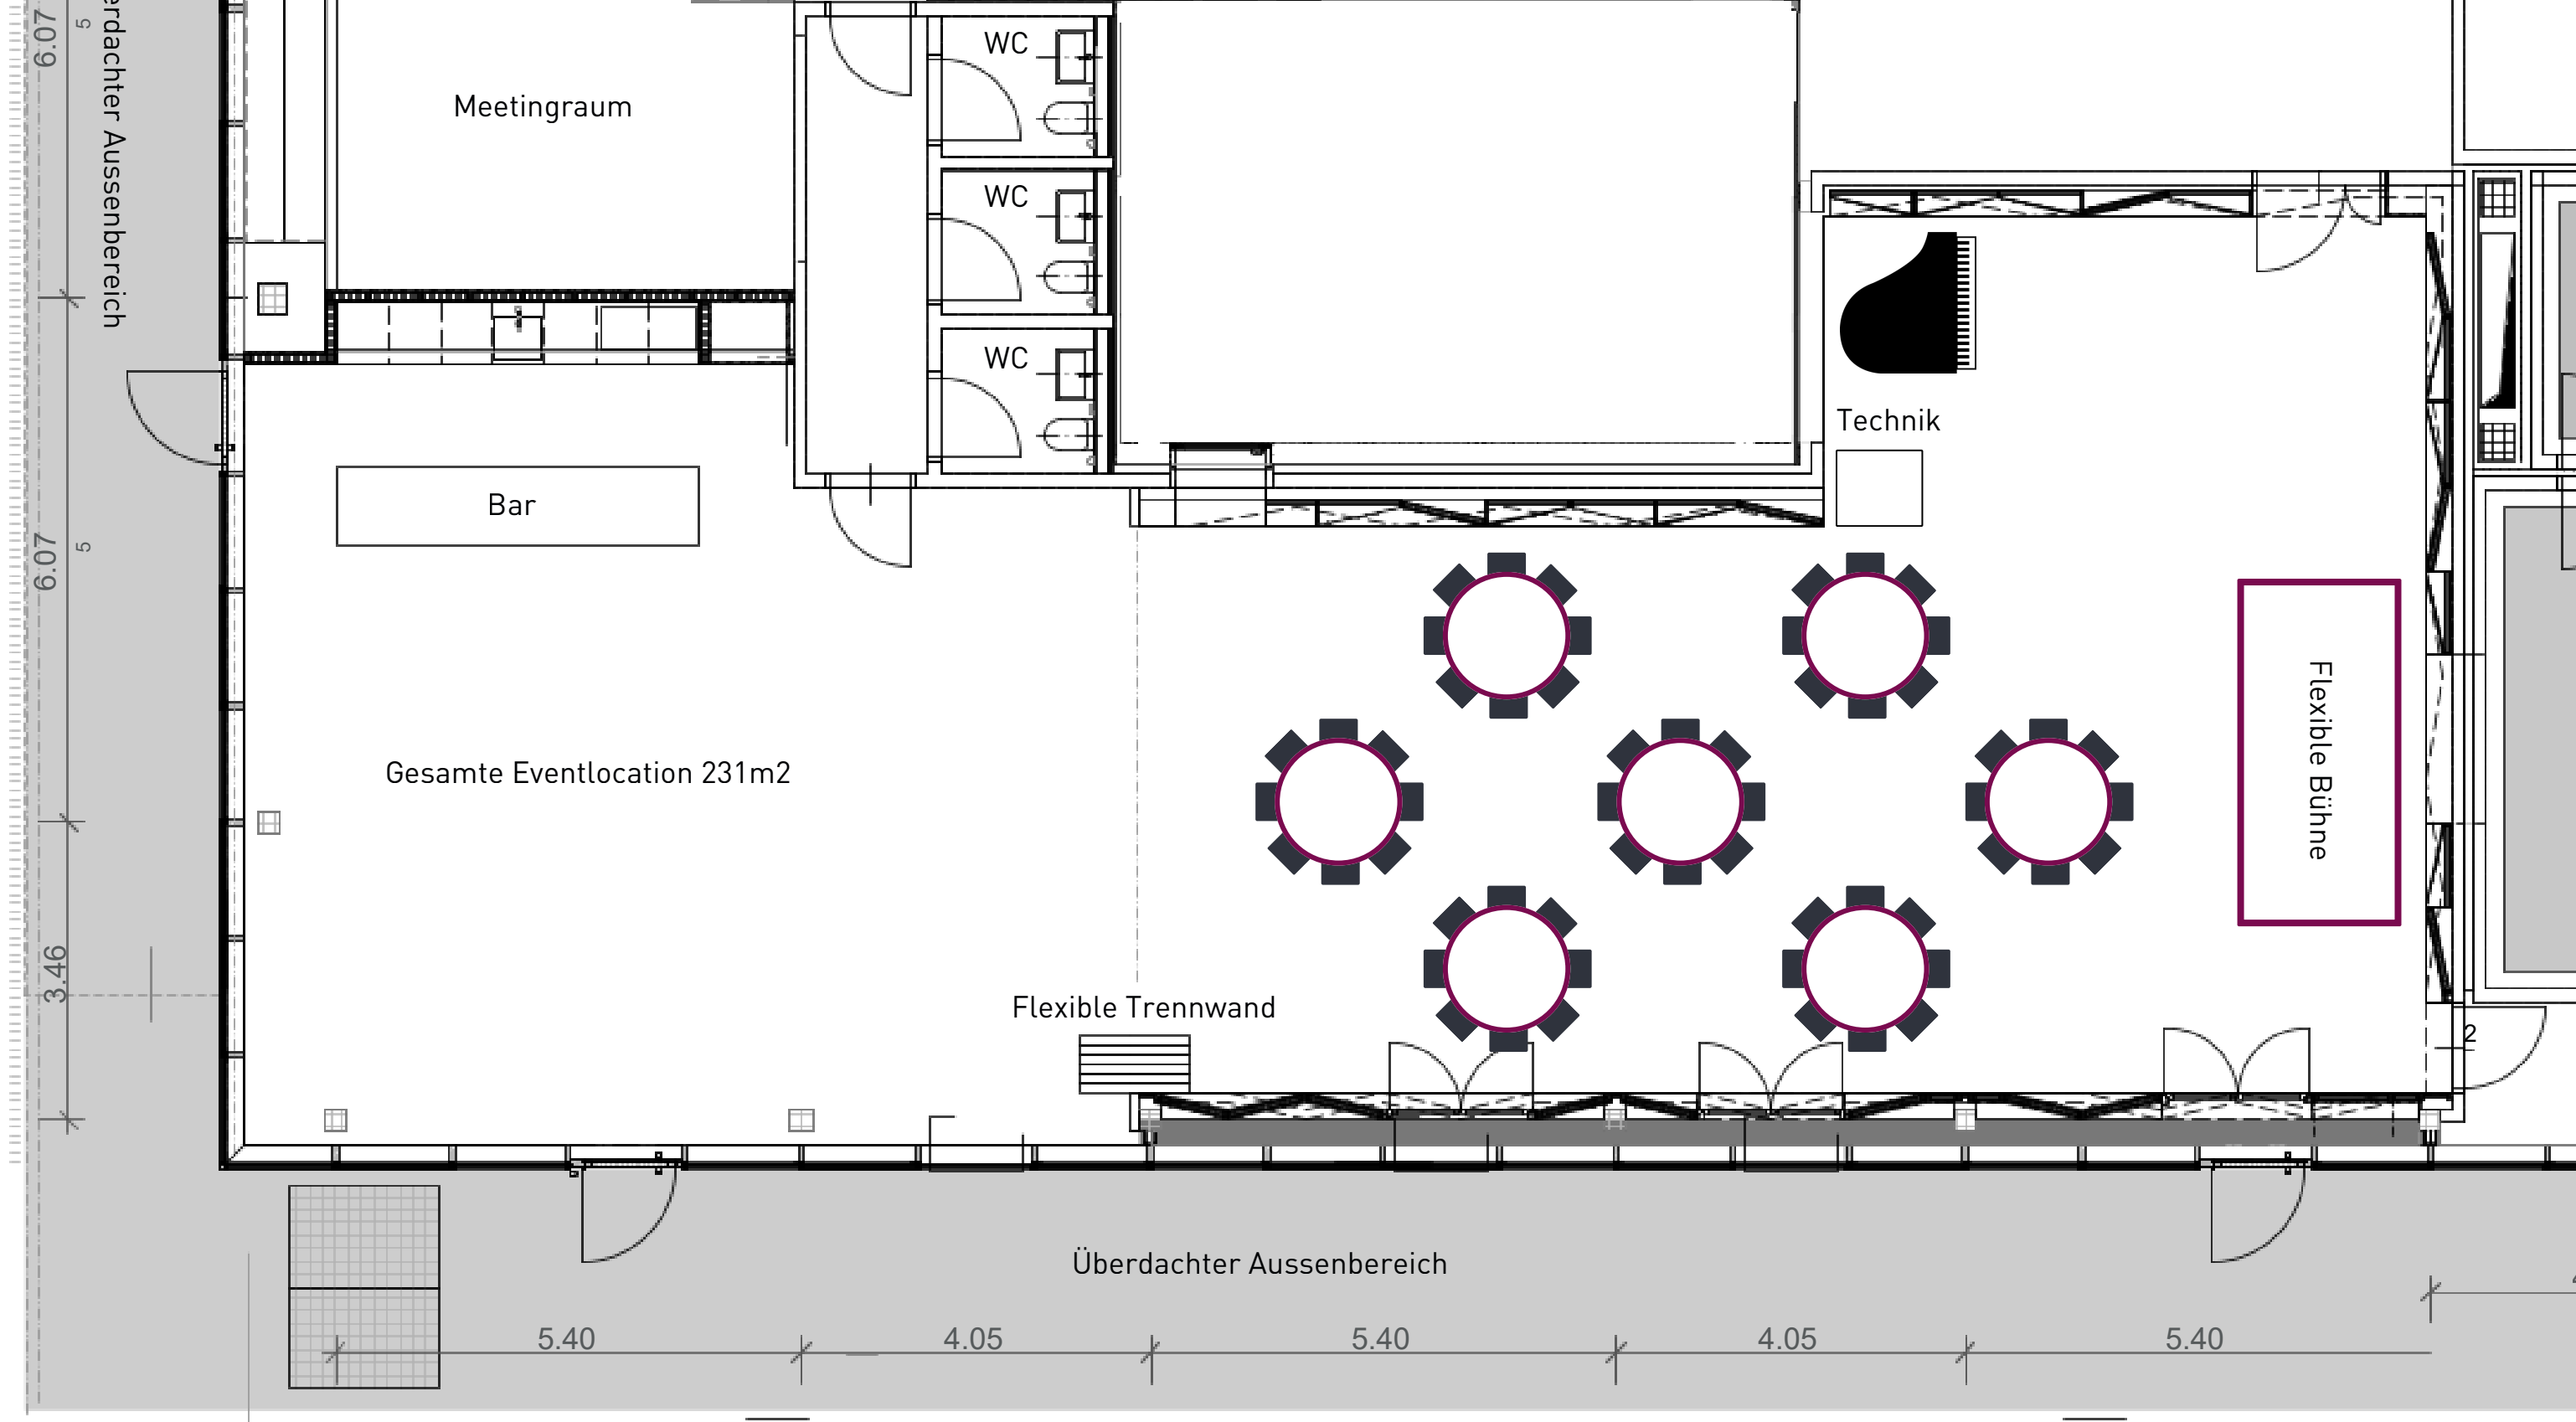 6.07
5
erdachter Aussenbereich
Meetingraum
WC
WC
WC
Technik
Bar
6.07
5
Flexible Bühne
Gesamte Eventlocation 231m2
3.46
Flexible Trennwand
2
Überdachter Aussenbereich
5.40
4.05
5.40
4.05
5.40